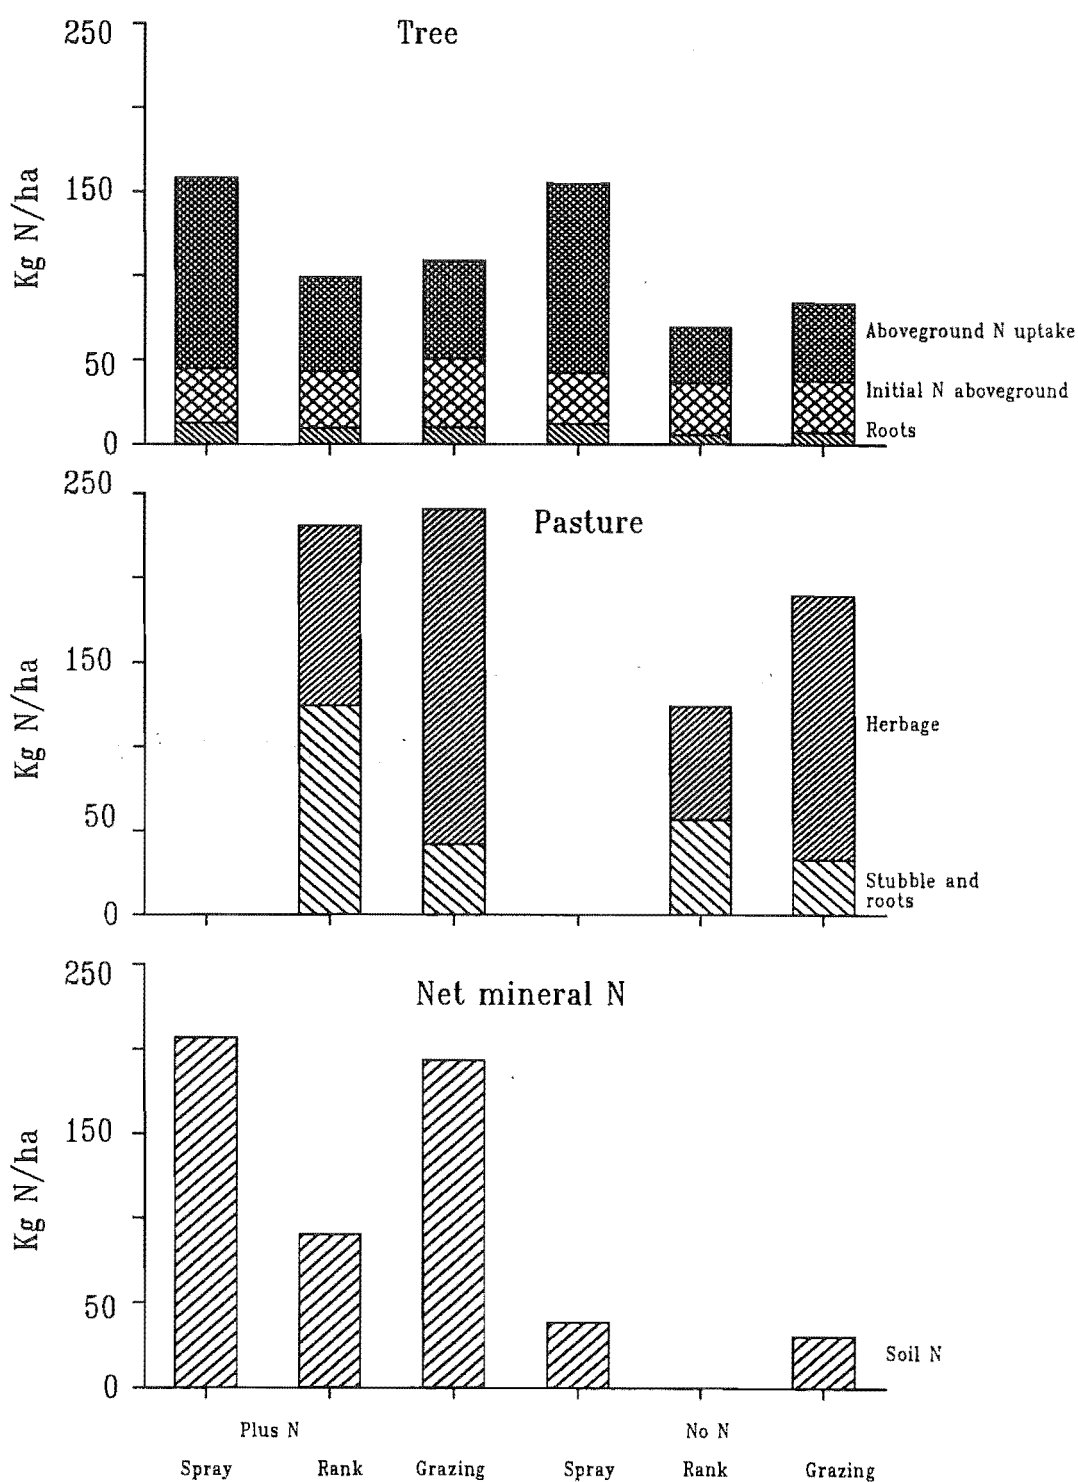 Tree
250
150
50
0
Kg N/ha
Aboveground N uptake
Initial N aboveground
Roots
Pasture
250
150
50
0
Kg N/ha
Herbage
Stubble and
roots
Net mineral N
250
150
50
0
Kg N/ha
Soil N
Plus N No N
Spray Rank Grazing Spray Rank Grazing